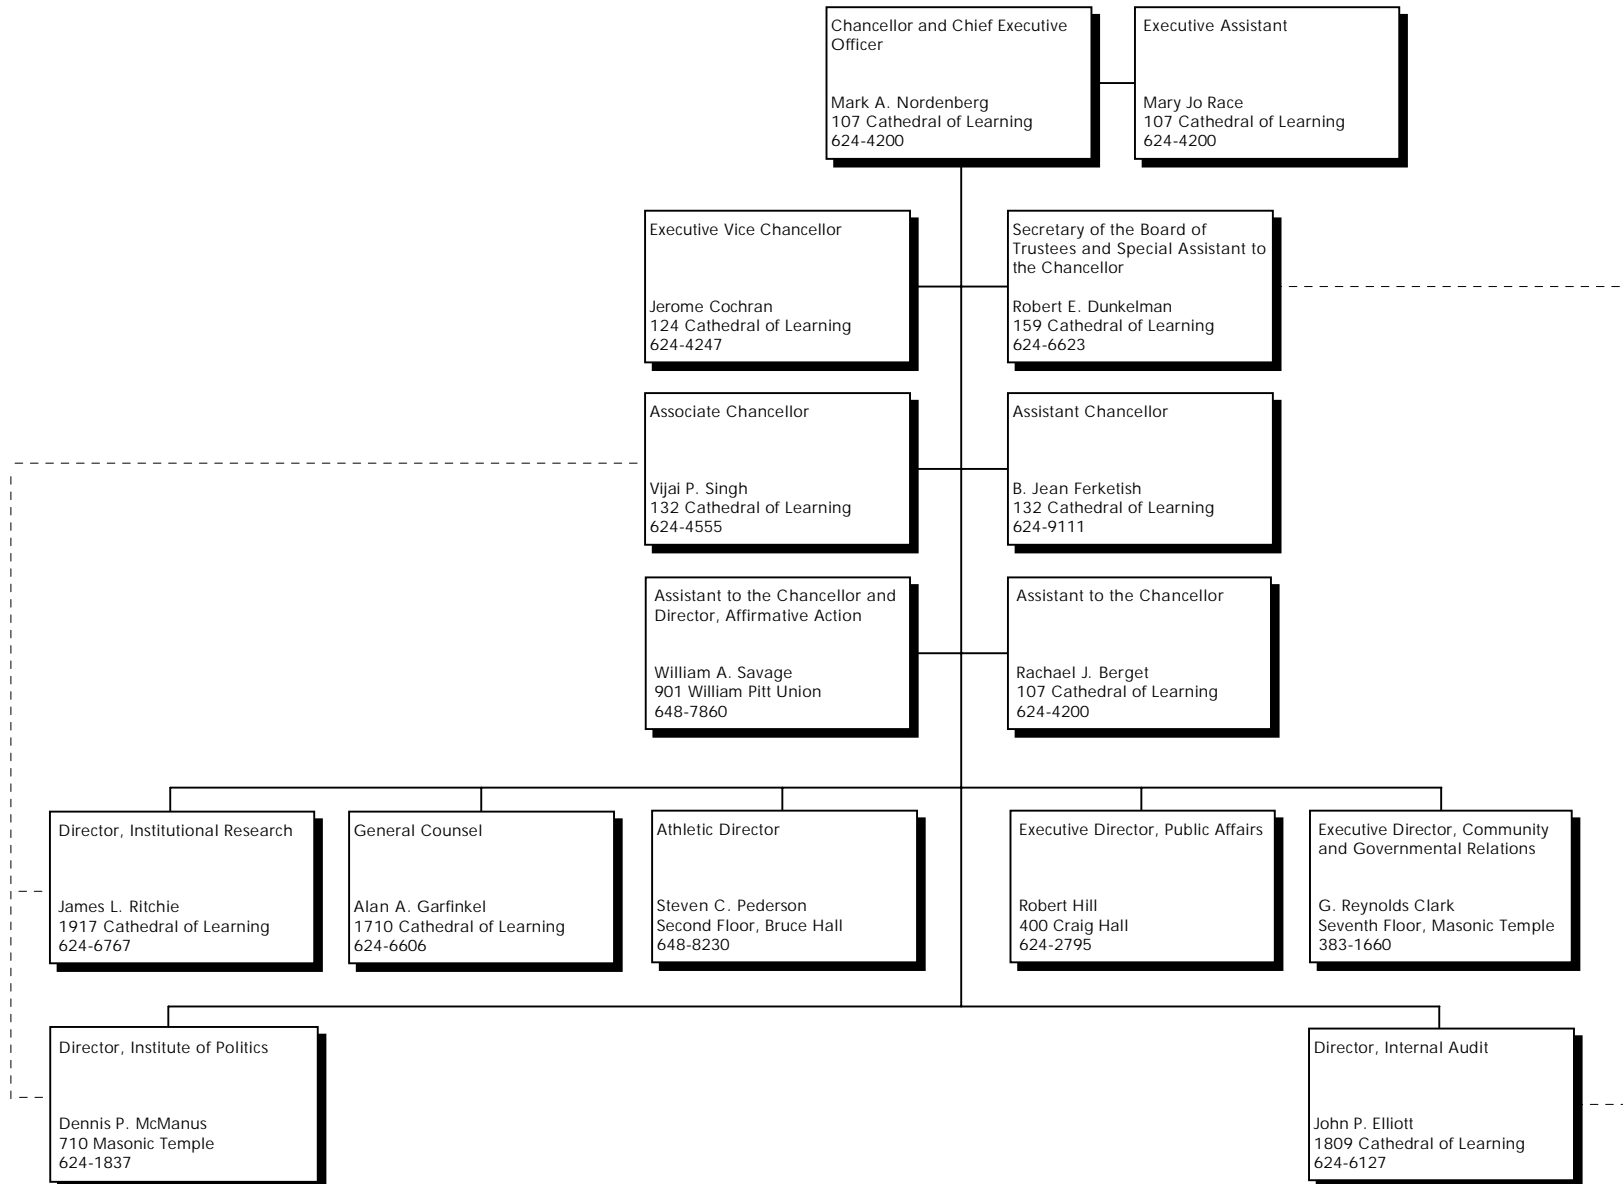 Chancellor and Chief Executive
Officer
Mark A. Nordenberg
107 Cathedral of Learning
624-4200
Executive Assistant
Mary Jo Race
107 Cathedral of Learning
624-4200
Executive Vice Chancellor
Jerome Cochran
124 Cathedral of Learning
624-4247
Secretary of the Board of
Trustees and Special Assistant to
the Chancellor
Robert E. Dunkelman
159 Cathedral of Learning
624-6623
Associate Chancellor
Vijai P. Singh
132 Cathedral of Learning
624-4555
Assistant Chancellor
B. Jean Ferketish
132 Cathedral of Learning
624-9111
Assistant to the Chancellor and
Director, Affirmative Action
William A. Savage
901 William Pitt Union
648-7860
Assistant to the Chancellor
Rachael J. Berget
107 Cathedral of Learning
624-4200
Director, Institutional Research
James L. Ritchie
1917 Cathedral of Learning
624-6767
General Counsel
Alan A. Garfinkel
1710 Cathedral of Learning
624-6606
Athletic Director
Steven C. Pederson
Second Floor, Bruce Hall
648-8230
Executive Director, Public Affairs
Robert Hill
400 Craig Hall
624-2795
Executive Director, Community
and Governmental Relations
G. Reynolds Clark
Seventh Floor, Masonic Temple
383-1660
Director, Institute of Politics
Dennis P. McManus
710 Masonic Temple
624-1837
Director, Internal Audit
John P. Elliott
1809 Cathedral of Learning
624-6127